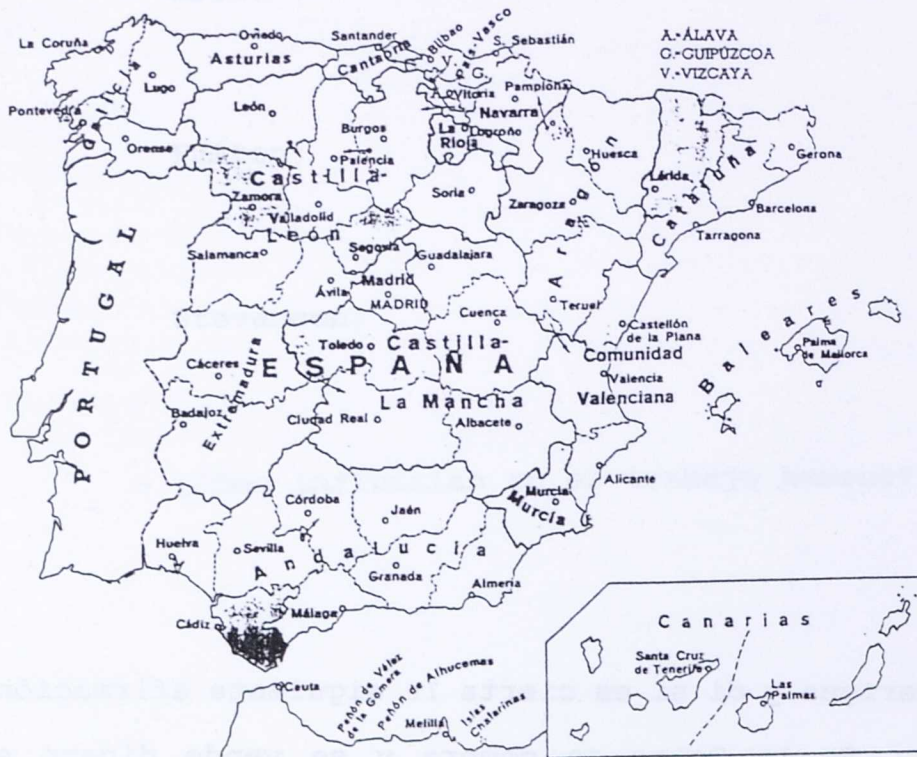 La Coruña
Oviedo
Santander
Bilbao
S. Sebastián
A.-ÁLAVA
G.-GUIPÚZCOA
V.-VIZCAYA
Asturias
Cantabria
País-Vasco
V.
G.
A.
Vitoria
Pamplona
Lugo
Galicia
Pontevedra
Orense
León
Burgos
Palencia
Navarra
La Rioja
Logroño
Huesca
Lérida
Gerona
Cataluña
Barcelona
Tarragona
Castilla-
León
Zamora
Valladolid
Soria
Zaragoza
Aragón
Salamanca
Segovia
Guadalajara
Ávila
Madrid
MADRID
Teruel
Cuenca
Castellón
de la Plana
Baleares
Palma
de Mallorca
PORTUGAL
Toledo
Castilla-
La Mancha
Comunidad
Valenciana
Valencia
ESPAÑA
Cáceres
Extremadura
Badajoz
Ciudad Real
Albacete
Alicante
Murcia
Murcia
Córdoba
Jaén
Huelva
Sevilla
Andalucía
Granada
Almería
Málaga
Cádiz
Ceuta
Peñón de Vélez
de la Gomera
Peñón de Alhucemas
Melilla
Islas
Chafarinas
Canarias
Santa Cruz
de Tenerife
Las
Palmas